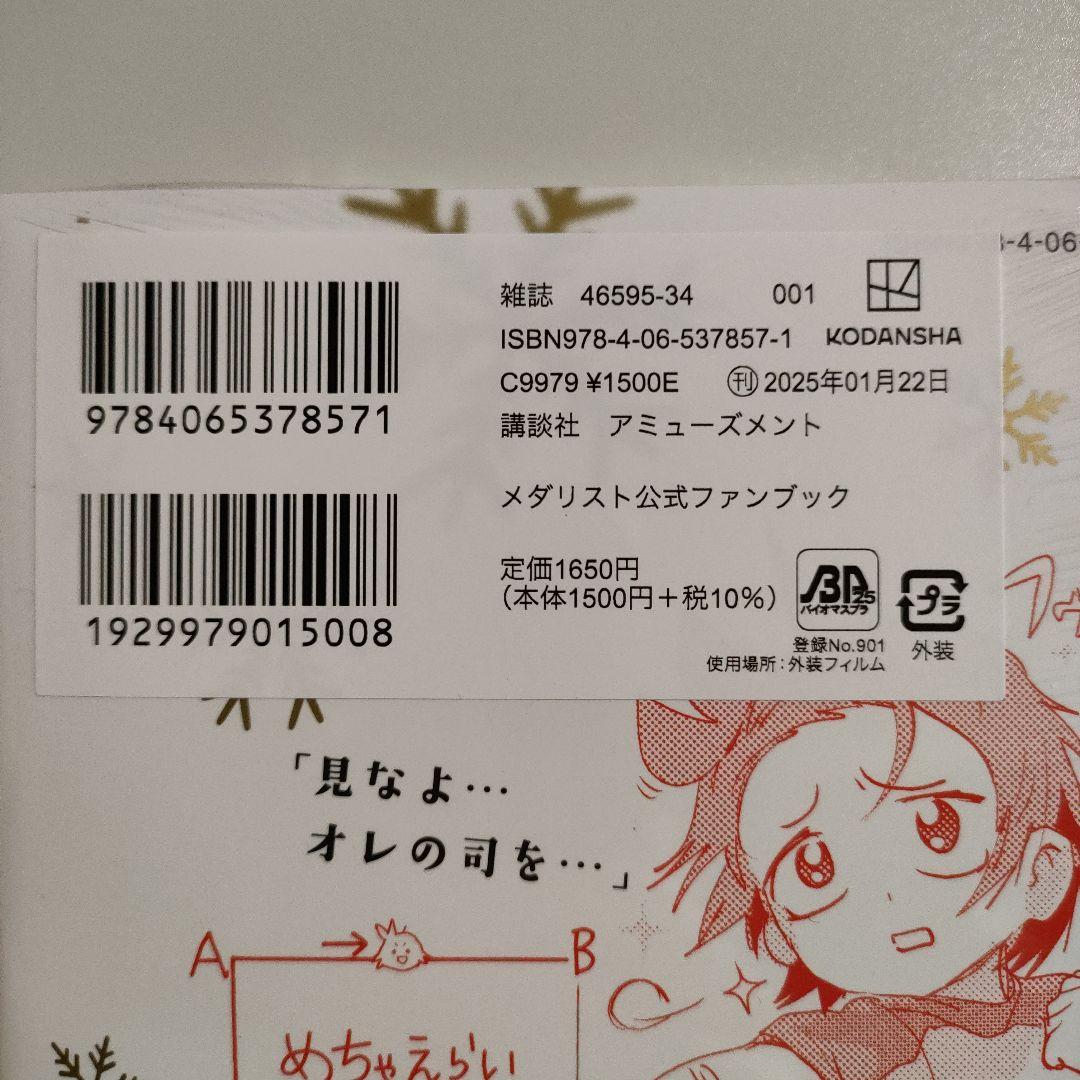 9784065378571
1929979015008
雑誌 46595-34 001
ISBN978-4-06-537857-1 KODANSHA
C9979 ¥1500E ㊗刊 2025年01月22日
講談社 アミューズメント
メダリスト公式ファンブック
定価1650円
(本体1500円+税10%)
バイオマスプラ 25
登録No.901
使用場所:外装フィルム
プラ
外装
-4-06
「見なよ…
オレの司を…」
A B
めちゃえらい